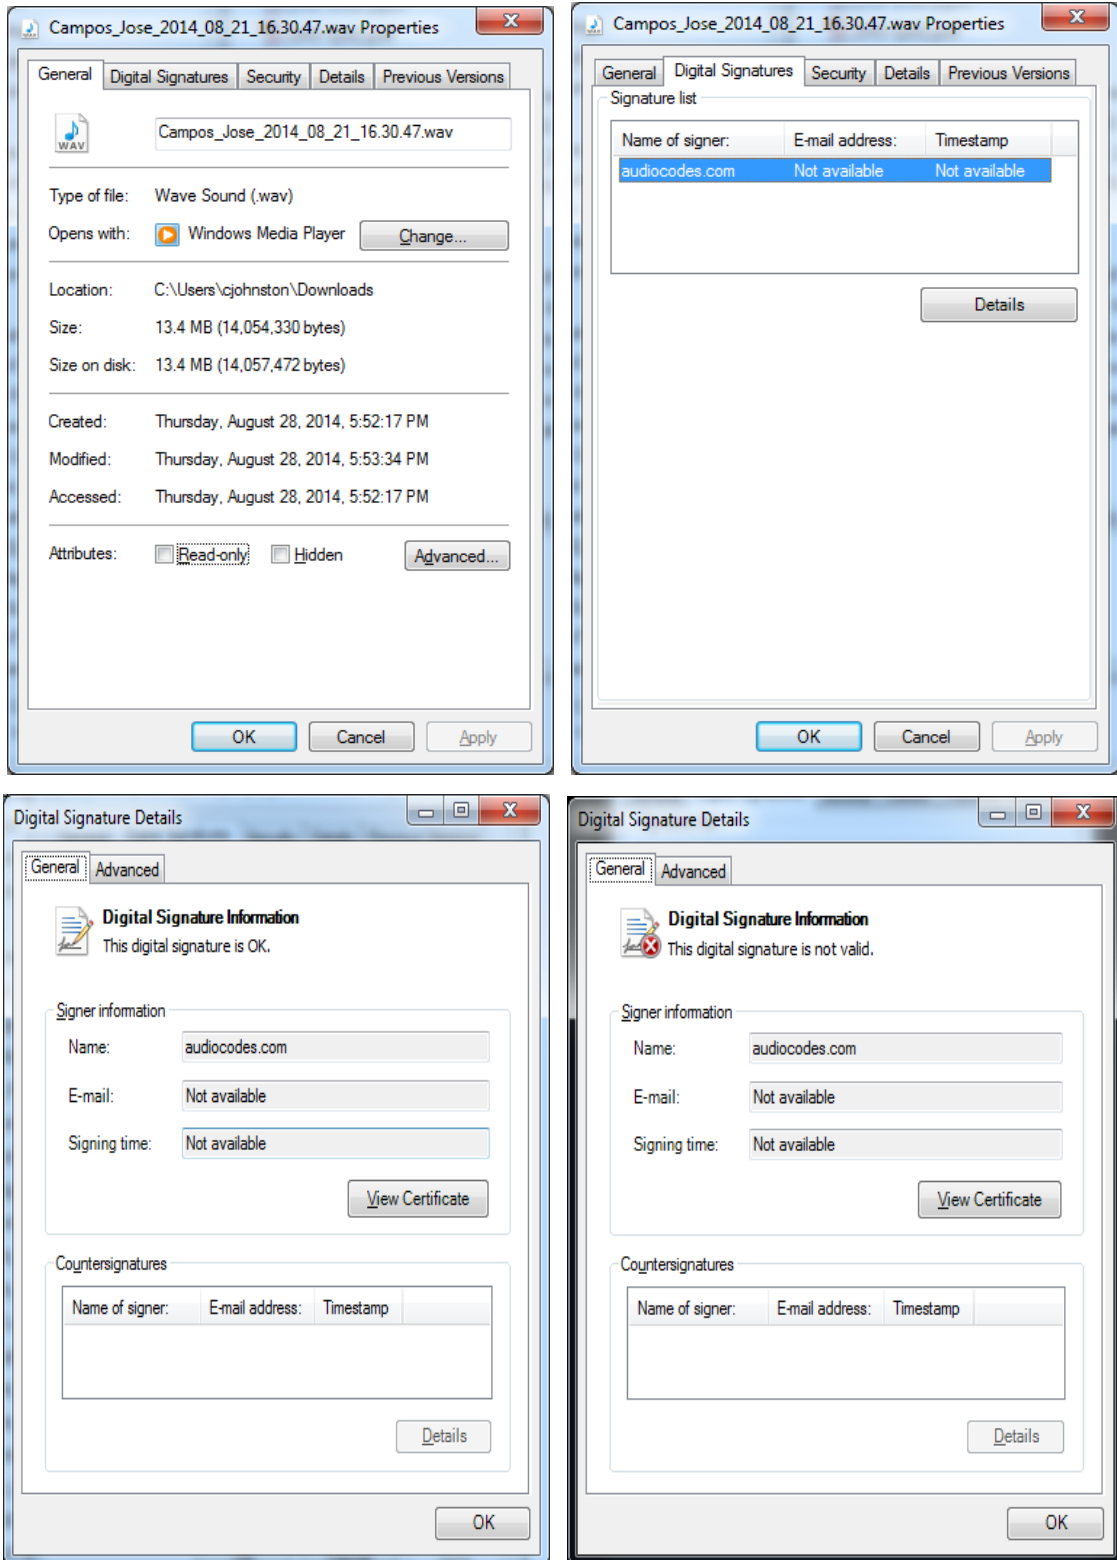 Campos_Jose_2014_08_21_16.30.47.wav Properties
General Digital Signatures Security Details Previous Versions
WAV
Campos_Jose_2014_08_21_16.30.47.wav
Type of file: Wave Sound (.wav)
Opens with: Windows Media Player Change...
Location: C:\Users\cjohnston\Downloads
Size: 13.4 MB (14,054,330 bytes)
Size on disk: 13.4 MB (14,057,472 bytes)
Created: Thursday, August 28, 2014, 5:52:17 PM
Modified: Thursday, August 28, 2014, 5:53:34 PM
Accessed: Thursday, August 28, 2014, 5:52:17 PM
Attributes: Read-only Hidden Advanced...
OK Cancel Apply
Campos_Jose_2014_08_21_16.30.47.wav Properties
General Digital Signatures Security Details Previous Versions
Signature list
Name of signer: E-mail address: Timestamp
audiocodes.com Not available Not available
Details
OK Cancel Apply
Digital Signature Details
General Advanced
Digital Signature Information
This digital signature is OK.
Signer information
Name: audiocodes.com
E-mail: Not available
Signing time: Not available
View Certificate
Countersignatures
Name of signer: E-mail address: Timestamp
Details
OK
Digital Signature Details
General Advanced
Digital Signature Information
This digital signature is not valid.
Signer information
Name: audiocodes.com
E-mail: Not available
Signing time: Not available
View Certificate
Countersignatures
Name of signer: E-mail address: Timestamp
Details
OK